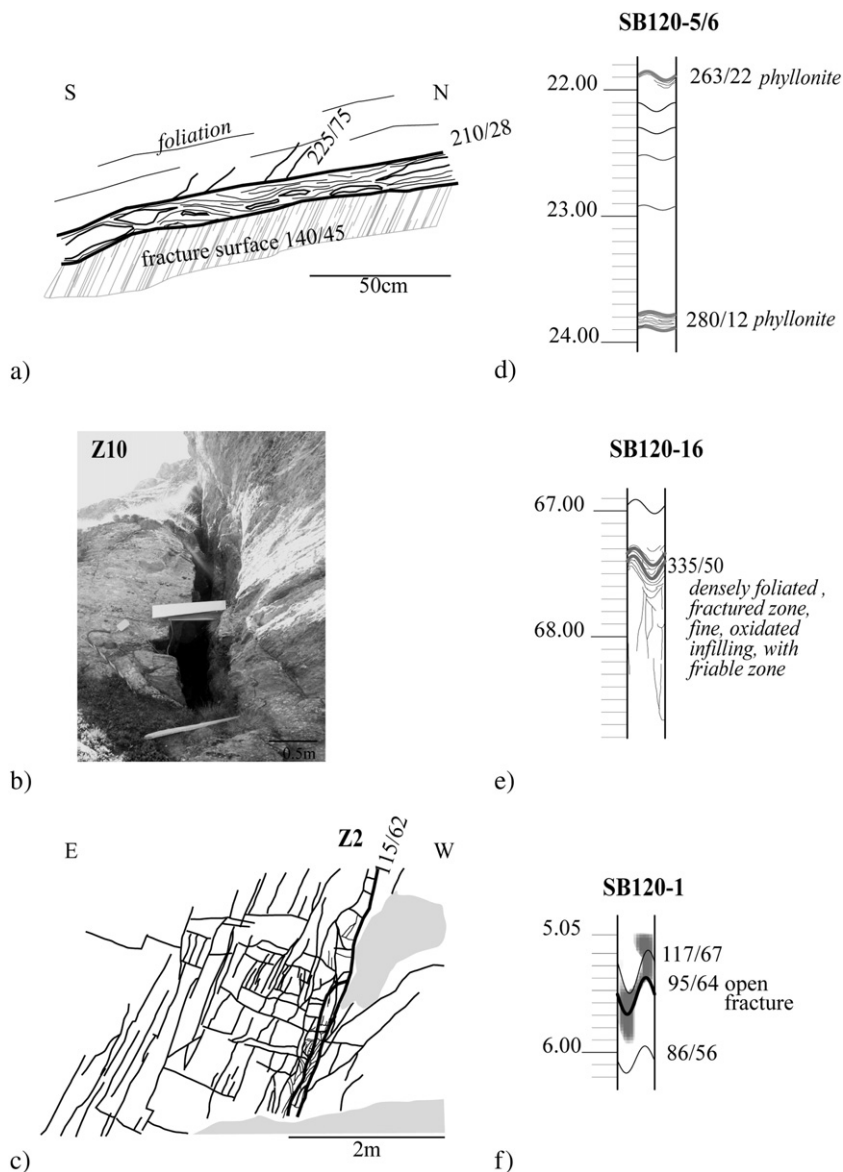 S
N
foliation
225/75
210/28
fracture surface 140/45
50cm
a)
SB120-5/6
22.00
263/22 phyllonite
23.00
280/12 phyllonite
24.00
d)
Z10
0.5m
b)
SB120-16
67.00
335/50
densely foliated ,
fractured zone,
fine, oxidated
infilling, with
friable zone
68.00
e)
E
Z2
115/62
W
2m
c)
SB120-1
5.05
117/67
95/64 open
fracture
6.00
86/56
f)